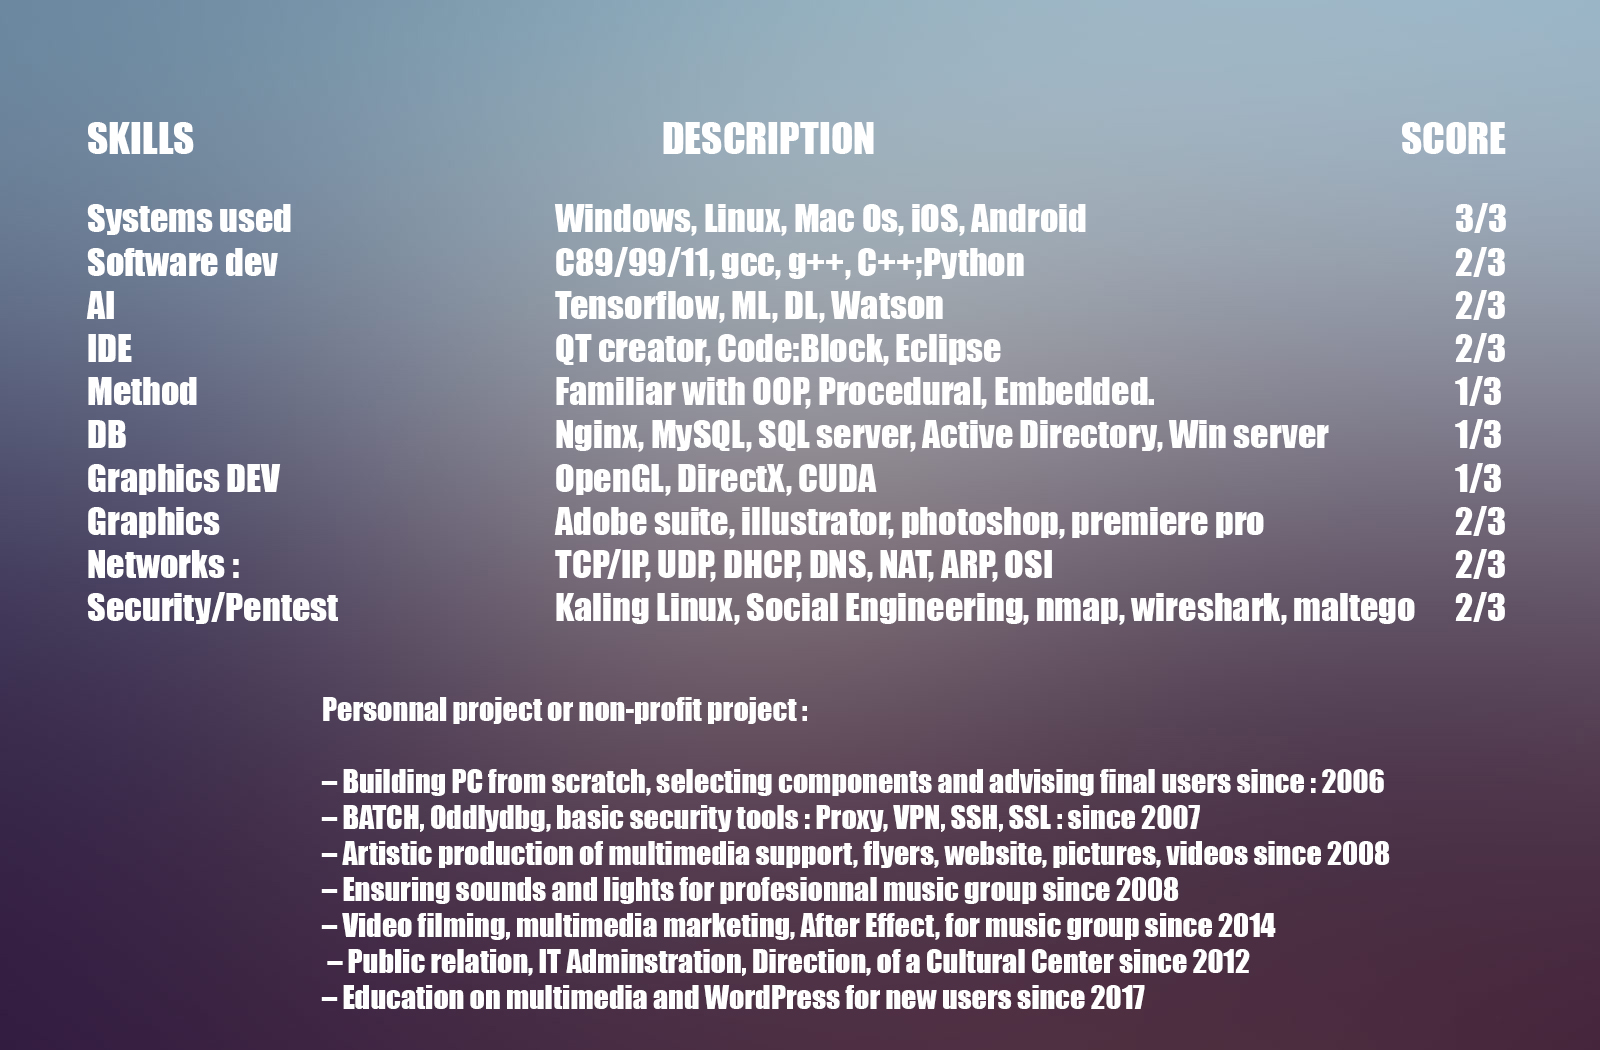 SKILLS DESCRIPTION SCORE
Systems used Windows, Linux, Mac Os, iOS, Android 3/3
Software dev C89/99/11, gcc, g++, C++;Python 2/3
AI Tensorflow, ML, DL, Watson 2/3
IDE QT creator, Code:Block, Eclipse 2/3
Method Familiar with OOP, Procedural, Embedded. 1/3
DB Nginx, MySQL, SQL server, Active Directory, Win server 1/3
Graphics DEV OpenGL, DirectX, CUDA 1/3
Graphics Adobe suite, illustrator, photoshop, premiere pro 2/3
Networks : TCP/IP, UDP, DHCP, DNS, NAT, ARP, OSI 2/3
Security/Pentest Kaling Linux, Social Engineering, nmap, wireshark, maltego 2/3
Personnal project or non-profit project :
– Building PC from scratch, selecting components and advising final users since : 2006
– BATCH, Oddlydbg, basic security tools : Proxy, VPN, SSH, SSL : since 2007
– Artistic production of multimedia support, flyers, website, pictures, videos since 2008
– Ensuring sounds and lights for profesionnal music group since 2008
– Video filming, multimedia marketing, After Effect, for music group since 2014
– Public relation, IT Adminstration, Direction, of a Cultural Center since 2012
– Education on multimedia and WordPress for new users since 2017